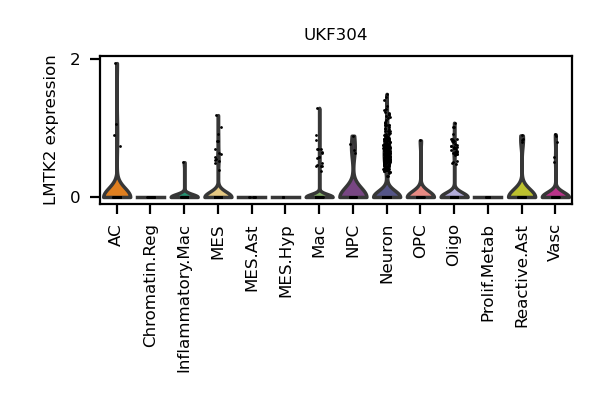 UKF304
LMTK2 expression
2
0
AC
Chromatin.Reg
Inflammatory.Mac
MES
MES.Ast
MES.Hyp
Mac
NPC
Neuron
OPC
Oligo
Prolif.Metab
Reactive.Ast
Vasc